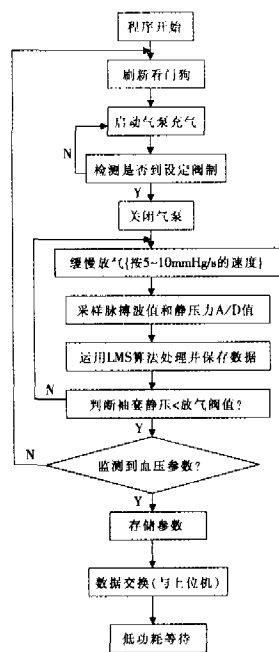 程序开始
刷新看门狗
启动气泵充气
N
检测是否到设定阀制
Y
关闭气泵
缓慢放气{按5~10mmHg/s的速度}
采样脉搏波值和静压力A/D值
运用LMS算法处理并保存数据
N
判断袖套静压<放气阀值?
Y
N
监测到血压参数?
Y
存储参数
数据交换(与上位机)
低功耗等待